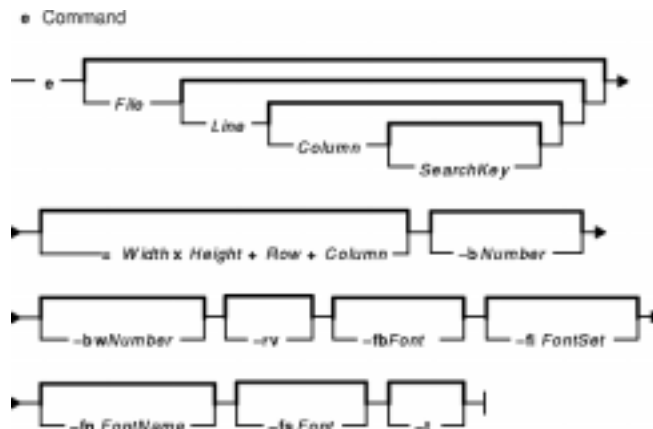 e Command
e
File
Line
Column
SearchKey
= Width x Height + Row + Column
-bNumber
-bwNumber
-rv
-fbFont
-fi FontSet
-fn FontName
-fs Font